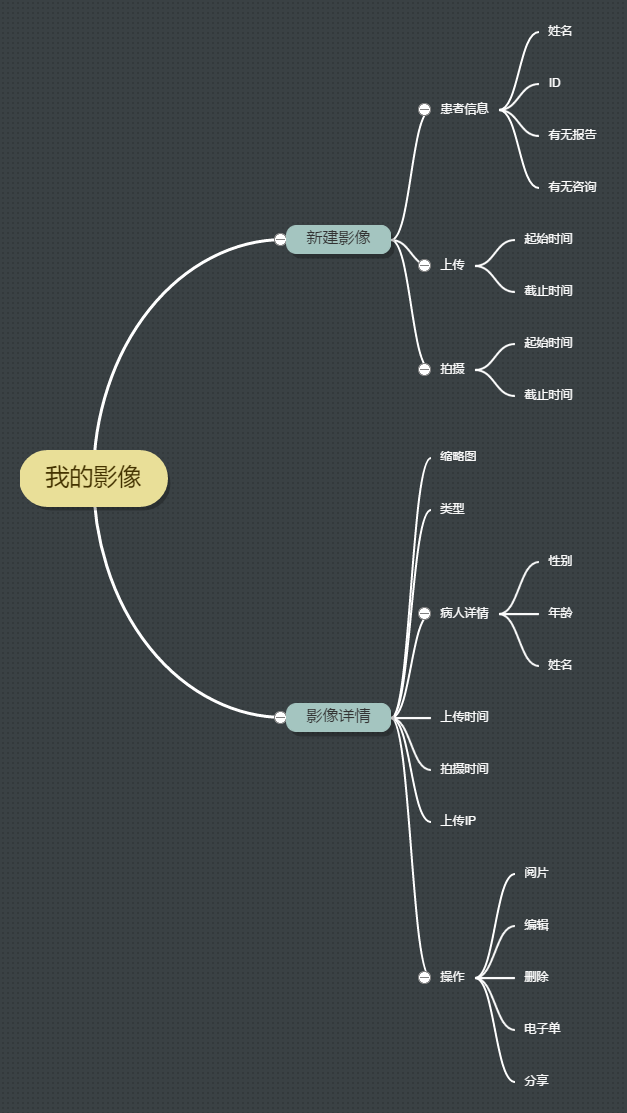 我的影像
新建影像
患者信息
姓名
ID
有无报告
有无咨询
上传
起始时间
截止时间
拍摄
起始时间
截止时间
影像详情
缩略图
类型
病人详情
性别
年龄
姓名
上传时间
拍摄时间
上传IP
操作
阅片
编辑
删除
电子单
分享